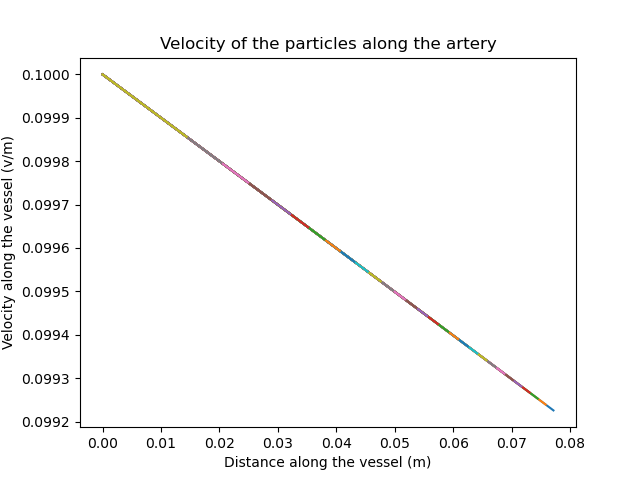 Velocity of the particles along the artery
Velocity along the vessel (v/m)
0.1000
0.0999
0.0998
0.0997
0.0996
0.0995
0.0994
0.0993
0.0992
0.00 0.01 0.02 0.03 0.04 0.05 0.06 0.07 0.08
Distance along the vessel (m)